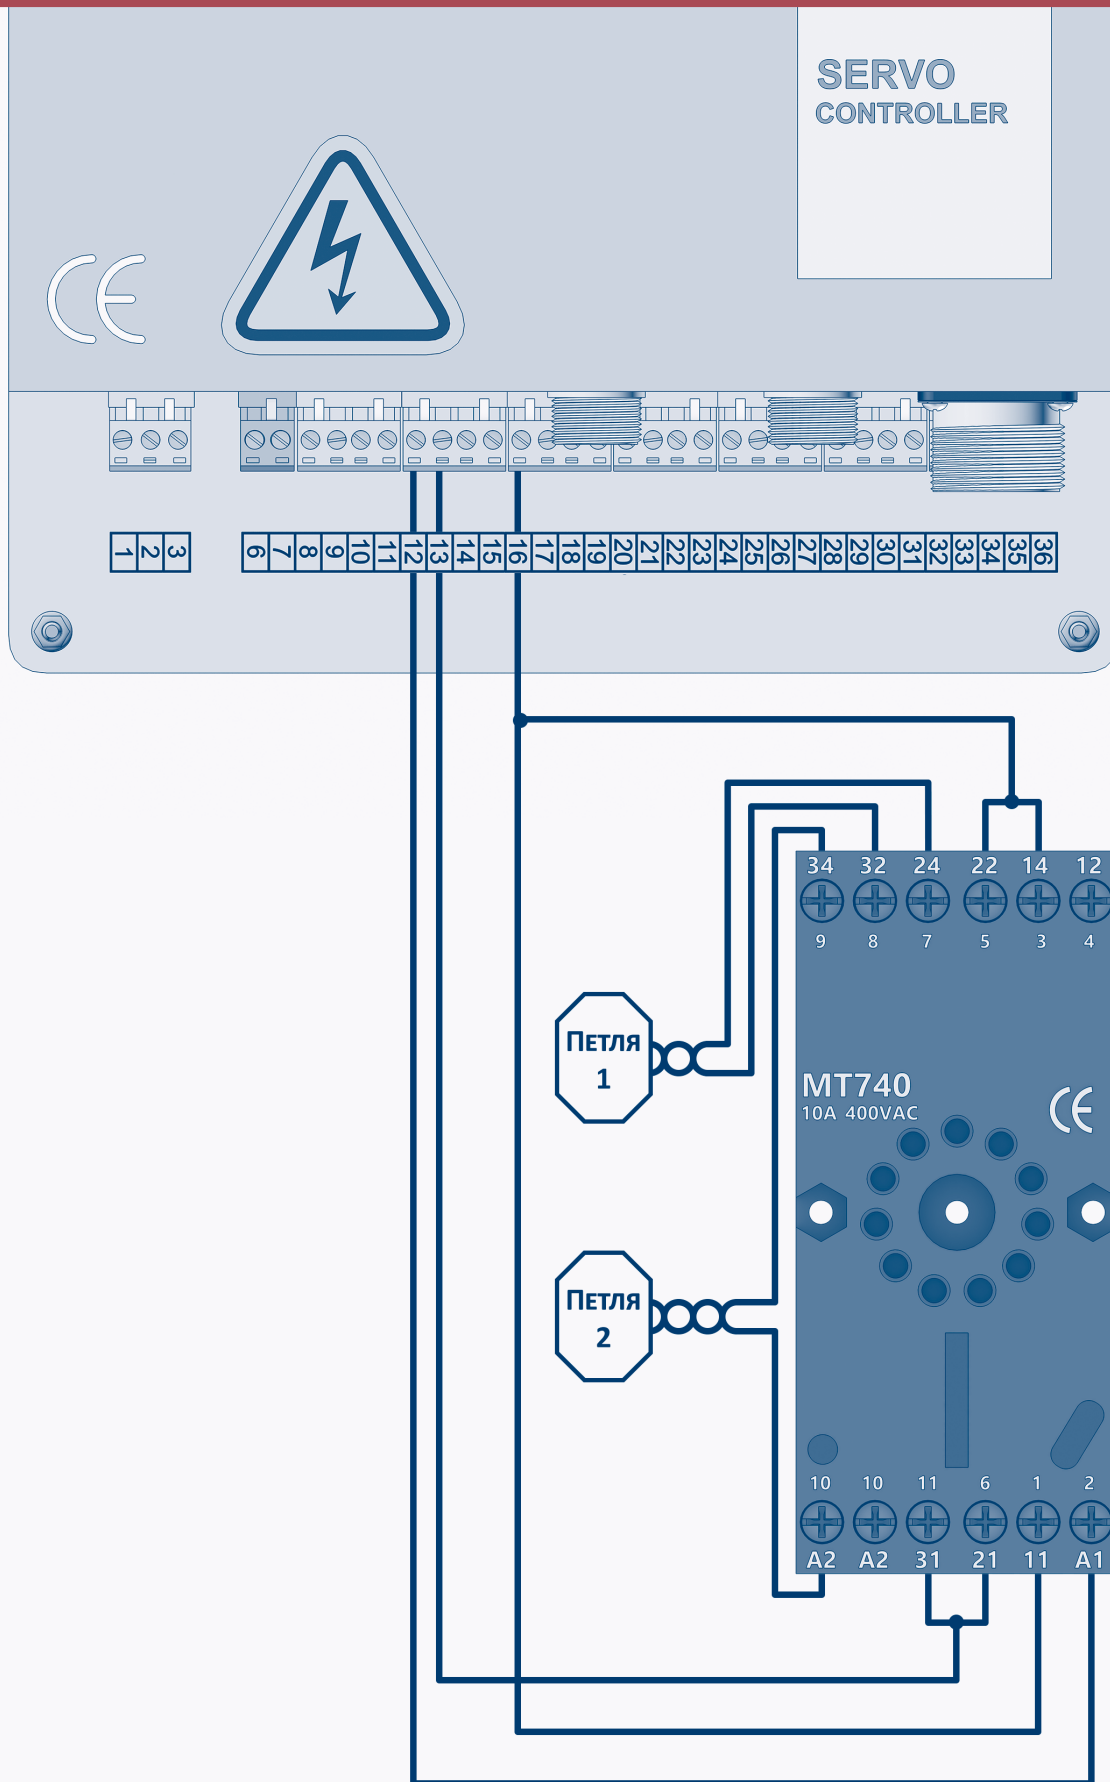 SERVO
CONTROLLER
CE
1 2 3 6 7 8 9 10 11 12 13 14 15 16 17 18 19 20 21 22 23 24 25 26 27 28 29 30 31 32 33 34 35 36
34 32 24 22 14 12
9 8 7 5 3 4
Петля
1
MT740
10A 400VAC
CE
Петля
2
10 10 11 6 1 2
A2 A2 31 21 11 A1